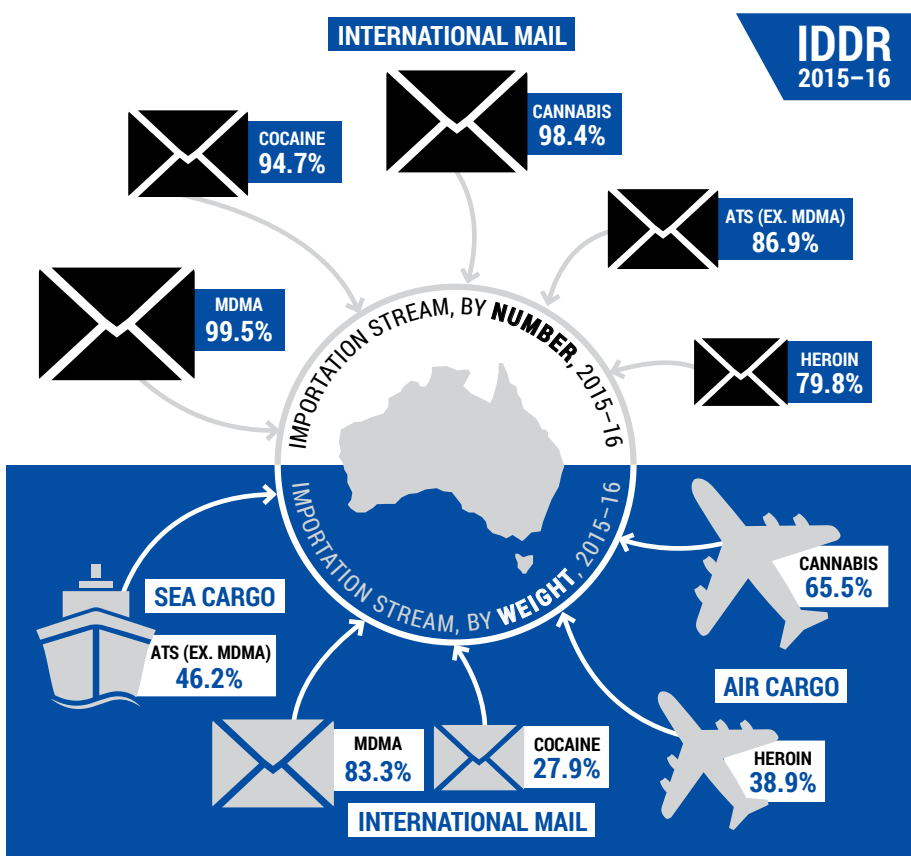 INTERNATIONAL MAIL
IDDR
2015–16
COCAINE
94.7%
CANNABIS
98.4%
ATS (EX. MDMA)
86.9%
MDMA
99.5%
HEROIN
79.8%
IMPORTATION STREAM, BY NUMBER, 2015–16
IMPORTATION STREAM, BY WEIGHT, 2015–16
SEA CARGO
ATS (EX. MDMA)
46.2%
CANNABIS
65.5%
AIR CARGO
MDMA
83.3%
COCAINE
27.9%
HEROIN
38.9%
INTERNATIONAL MAIL